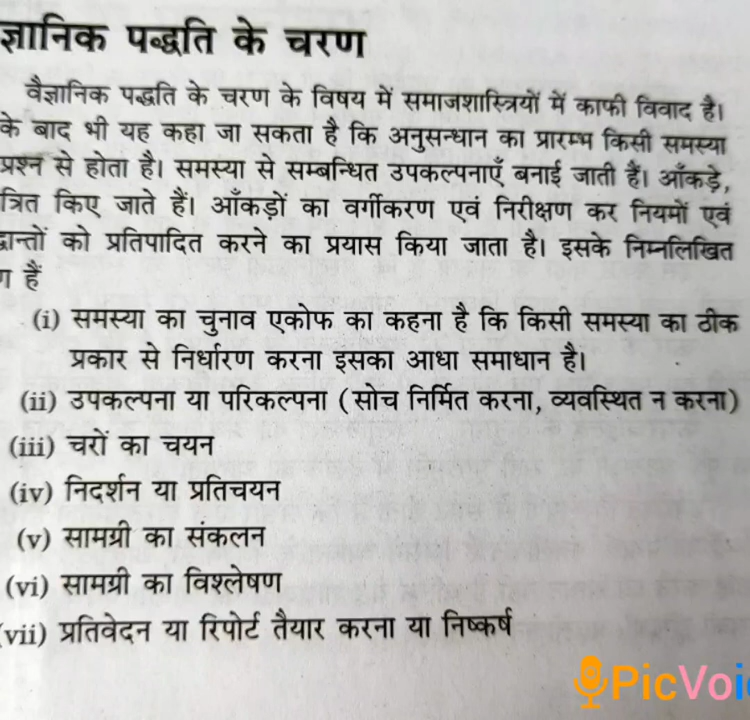 ज्ञानिक पद्धति के चरण
वैज्ञानिक पद्धति के चरण के विषय में समाजशास्त्रियों में काफी विवाद है।
के बाद भी यह कहा जा सकता है कि अनुसन्धान का प्रारम्भ किसी समस्या
प्रश्न से होता है। समस्या से सम्बन्धित उपकल्पनाएँ बनाई जाती हैं। आँकड़े,
त्रित किए जाते हैं। आँकड़ों का वर्गीकरण एवं निरीक्षण कर नियमों एवं
द्धान्तों को प्रतिपादित करने का प्रयास किया जाता है। इसके निम्नलिखित
ण हैं
(i) समस्या का चुनाव एकोफ का कहना है कि किसी समस्या का ठीक
प्रकार से निर्धारण करना इसका आधा समाधान है।
(ii) उपकल्पना या परिकल्पना (सोच निर्मित करना, व्यवस्थित न करना)
(iii) चरों का चयन
(iv) निदर्शन या प्रतिचयन
(v) सामग्री का संकलन
(vi) सामग्री का विश्लेषण
(vii) प्रतिवेदन या रिपोर्ट तैयार करना या निष्कर्ष
PicVoic